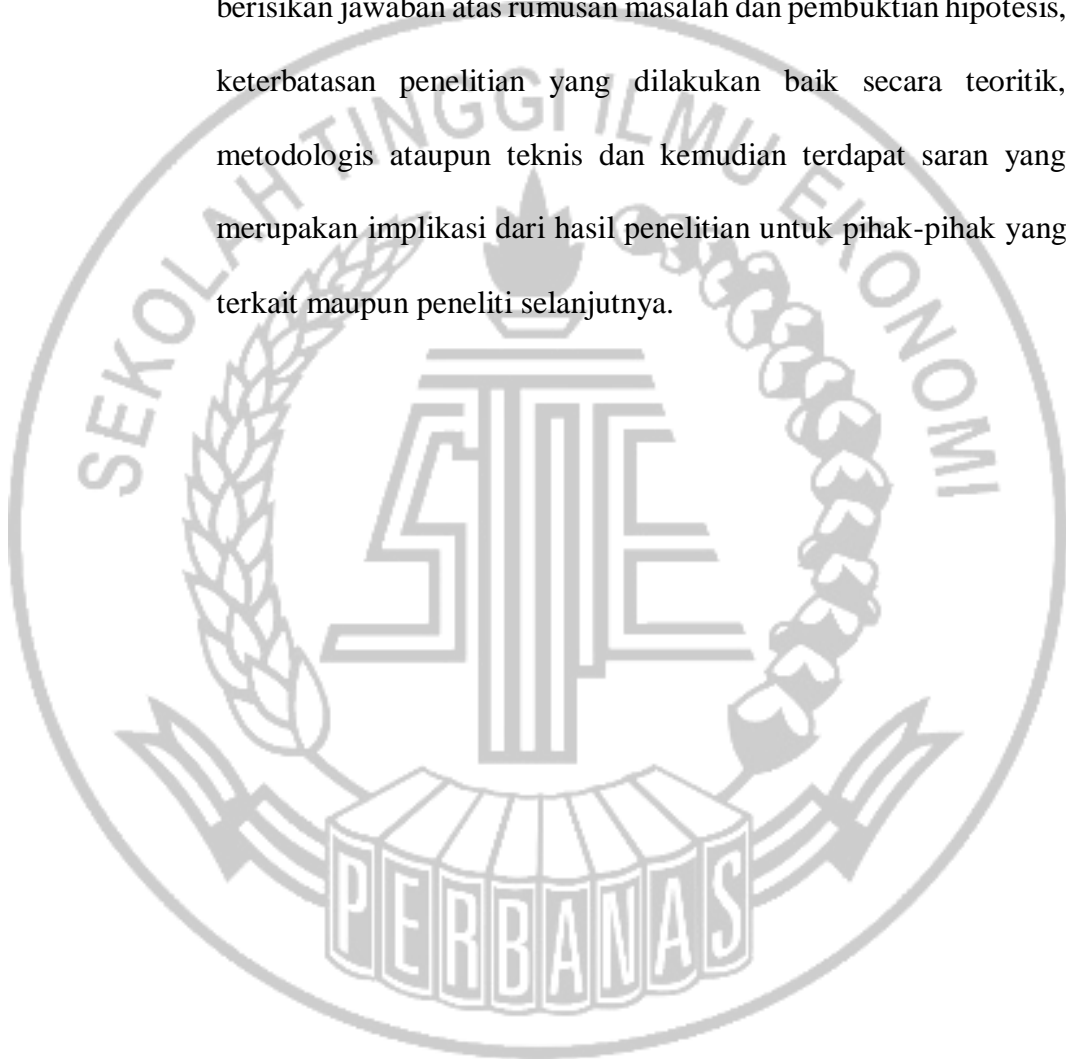 berisikan jawaban atas rumusan masalah dan pembuktian hipotesis,
keterbatasan penelitian yang dilakukan baik secara teoritik,
metodologis ataupun teknis dan kemudian terdapat saran yang
merupakan implikasi dari hasil penelitian untuk pihak-pihak yang
terkait maupun peneliti selanjutnya.
SEKOLAH TINGGI ILMU EKONOMI
STIE
PERBANAS